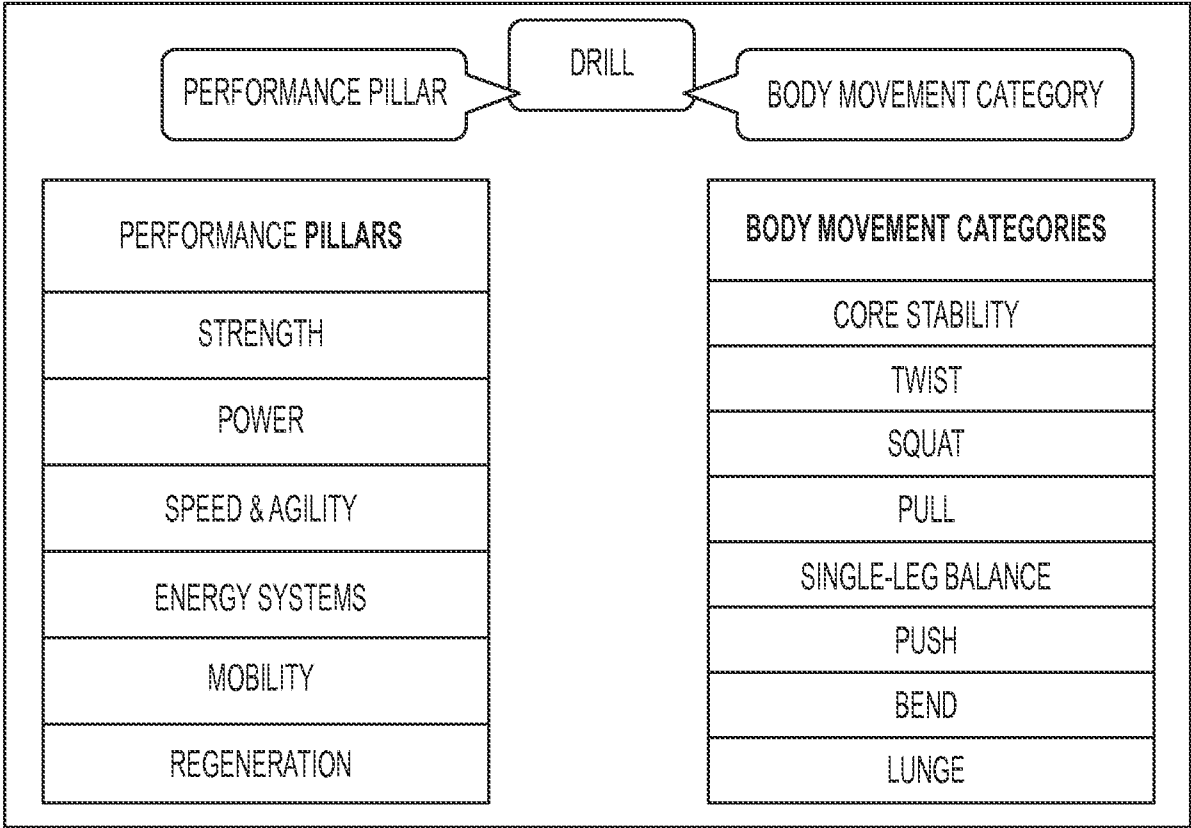 DRILL
PERFORMANCE PILLAR
BODY MOVEMENT CATEGORY
PERFORMANCE PILLARS
STRENGTH
POWER
SPEED & AGILITY
ENERGY SYSTEMS
MOBILITY
REGENERATION
BODY MOVEMENT CATEGORIES
CORE STABILITY
TWIST
SQUAT
PULL
SINGLE-LEG BALANCE
PUSH
BEND
LUNGE